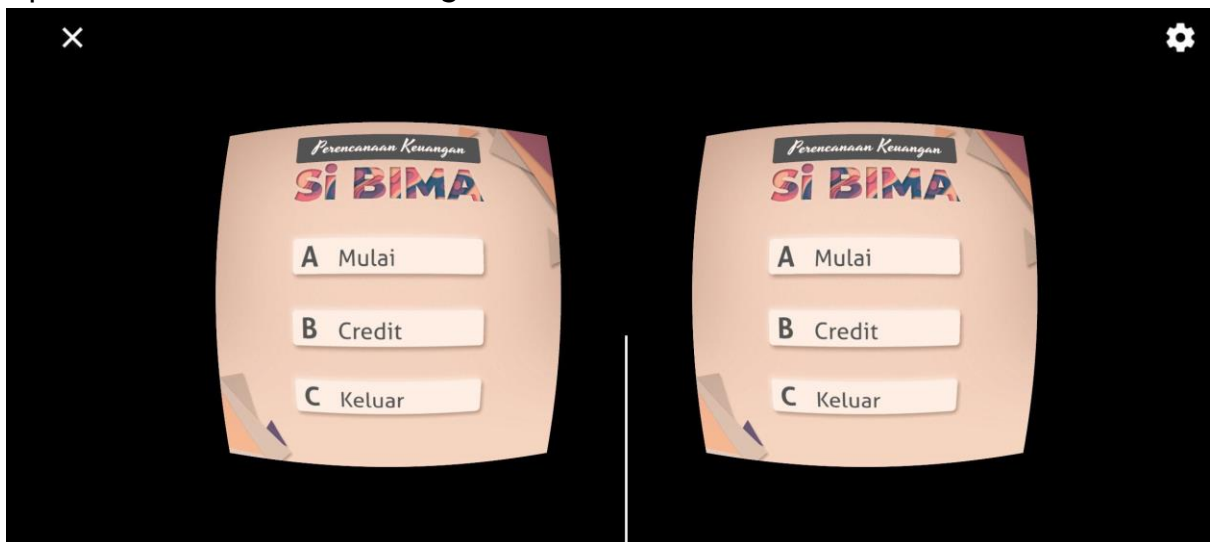 Perencanaan Keuangan
Si BIMA
A Mulai
B Credit
C Keluar
Perencanaan Keuangan
Si BIMA
A Mulai
B Credit
C Keluar